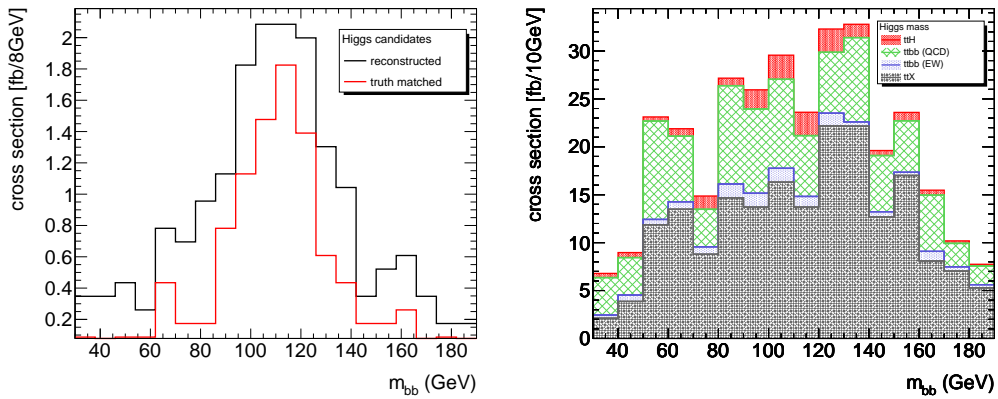 cross section [fb/8GeV]
2
1.8
1.6
1.4
1.2
1
0.8
0.6
0.4
0.2
Higgs candidates
reconstructed
truth matched
40 60 80 100 120 140 160 180
m_bb (GeV)
cross section [fb/10GeV]
30
25
20
15
10
5
0
Higgs mass
ttH
ttbb (QCD)
ttbb (EW)
ttX
40 60 80 100 120 140 160 180
m_bb (GeV)